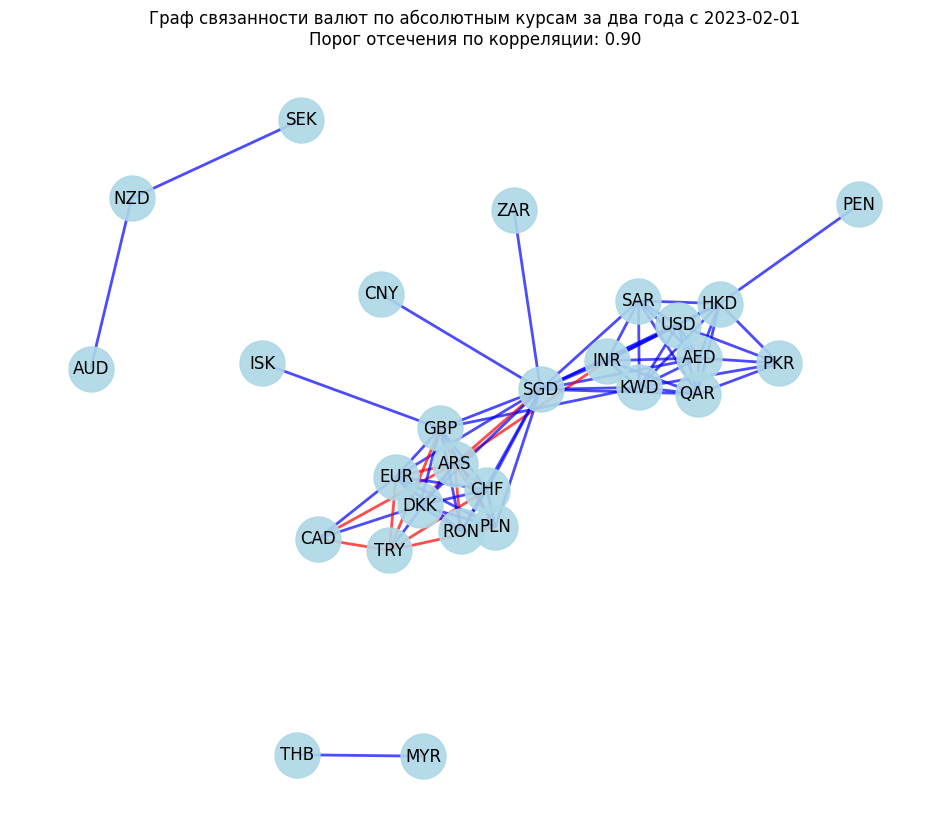 Граф связанности валют по абсолютным курсам за два года с 2023-02-01
Порог отсечения по корреляции: 0.90
SEK
NZD
ZAR
PEN
CNY
SAR
HKD
USD
ISK
INR
AED
PKR
AUD
SGD
KWD
QAR
GBP
ARS
EUR
CHF
DKK
PLN
RON
CAD
TRY
THB
MYR